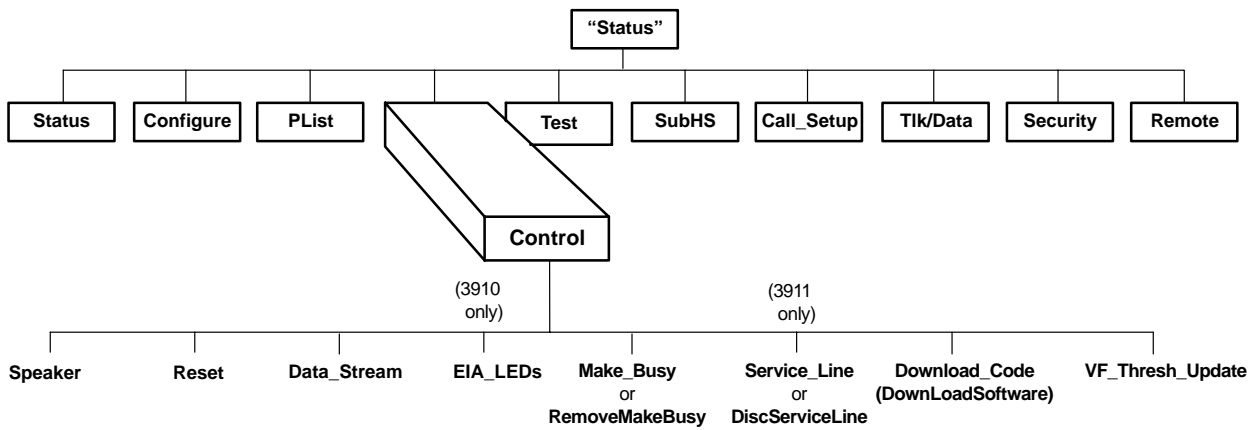 “Status”
Status
Configure
PList
Test
SubHS
Call_Setup
Tlk/Data
Security
Remote
Control
(3910
only)
(3911
only)
Speaker
Reset
Data_Stream
EIA_LEDs
Make_Busy
or
RemoveMakeBusy
Service_Line
or
DiscServiceLine
Download_Code
(DownLoadSoftware)
VF_Thresh_Update